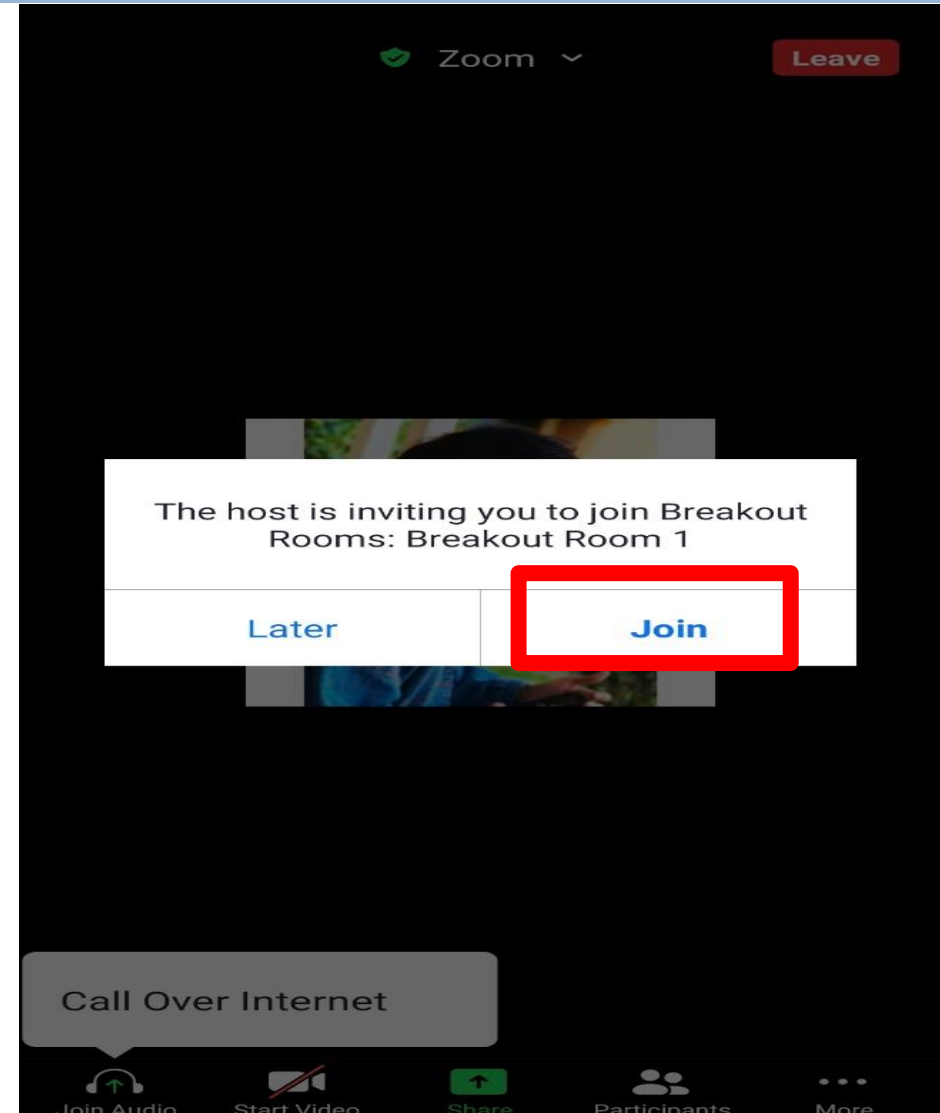 Zoom
Leave
The host is inviting you to join Breakout
Rooms: Breakout Room 1
Later
Join
Call Over Internet
Join Audio
Start Video
Share
Participants
More